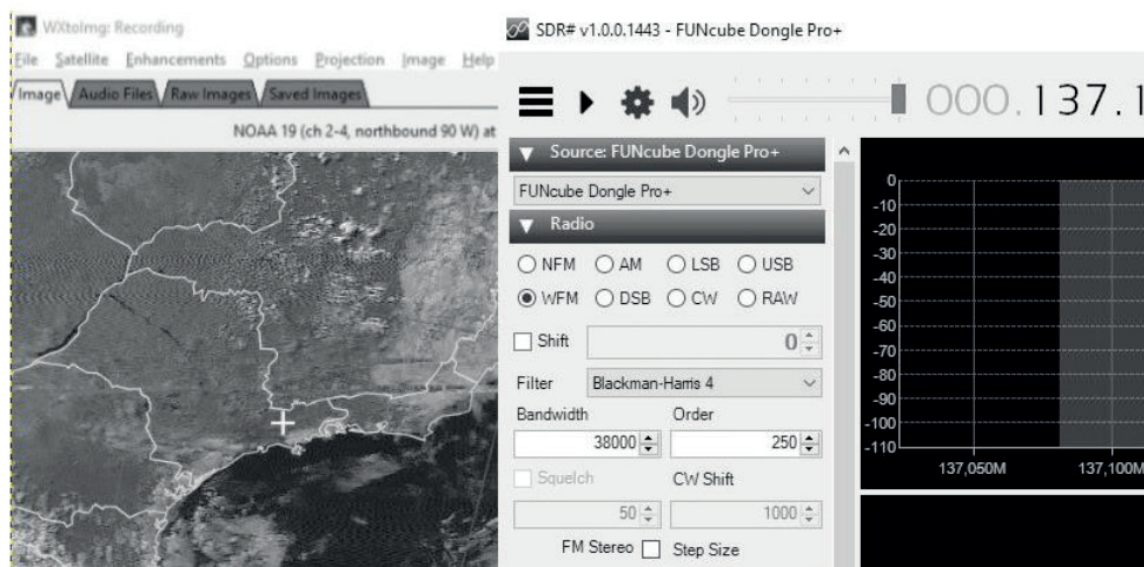 WXtoImg: Recording
File Satellite Enhancements Options Projection Image Help
Image Audio Files Raw Images Saved Images
NOAA 19 (ch 2-4, northbound 90 W) at
SDR# v1.0.0.1443 - FUNcube Dongle Pro+
000.137.1
Source: FUNcube Dongle Pro+
FUNcube Dongle Pro+
Radio
NFM AM LSB USB
WFM DSB CW RAW
Shift 0
Filter Blackman-Harris 4
Bandwidth Order
38000 250
Squelch CW Shift
50 1000
FM Stereo Step Size
0
-10
-20
-30
-40
-50
-60
-70
-80
-90
-100
-110
137,050M 137,100M